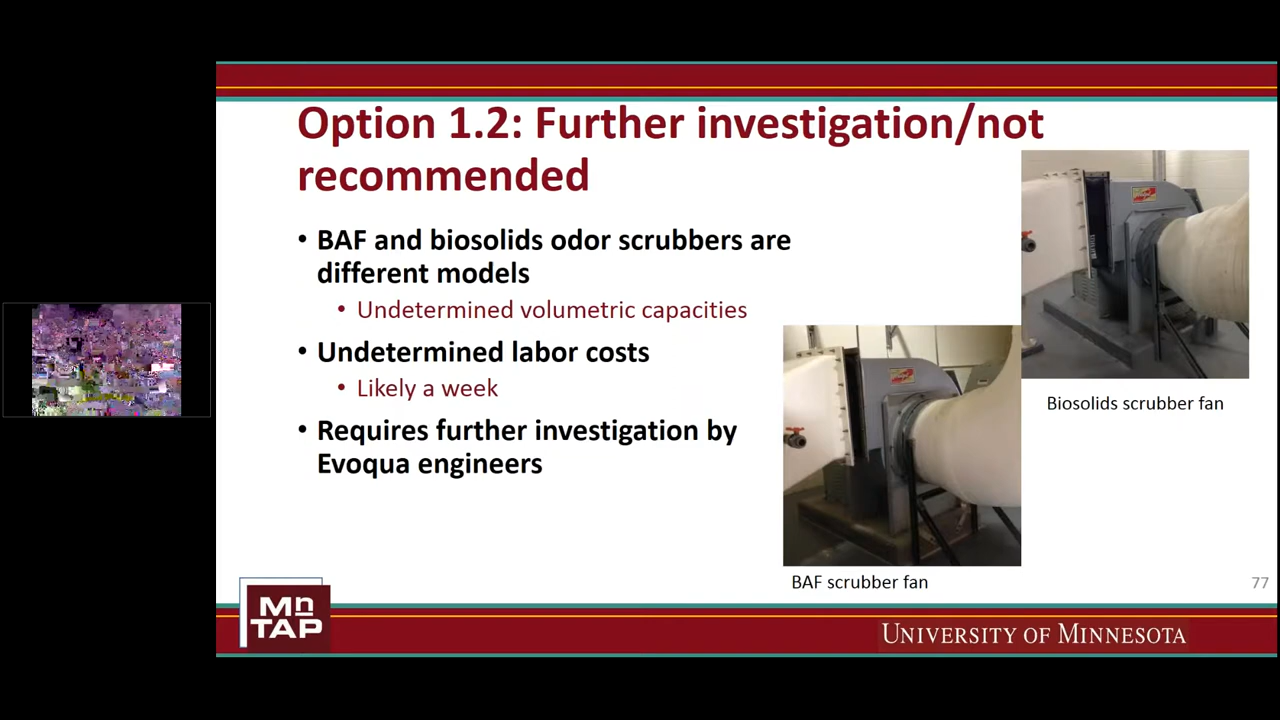 Option 1.2: Further investigation/not
recommended
• BAF and biosolids odor scrubbers are
different models
• Undetermined volumetric capacities
• Undetermined labor costs
• Likely a week
• Requires further investigation by
Evoqua engineers
Biosolids scrubber fan
BAF scrubber fan
77
Mn
TAP
UNIVERSITY OF MINNESOTA